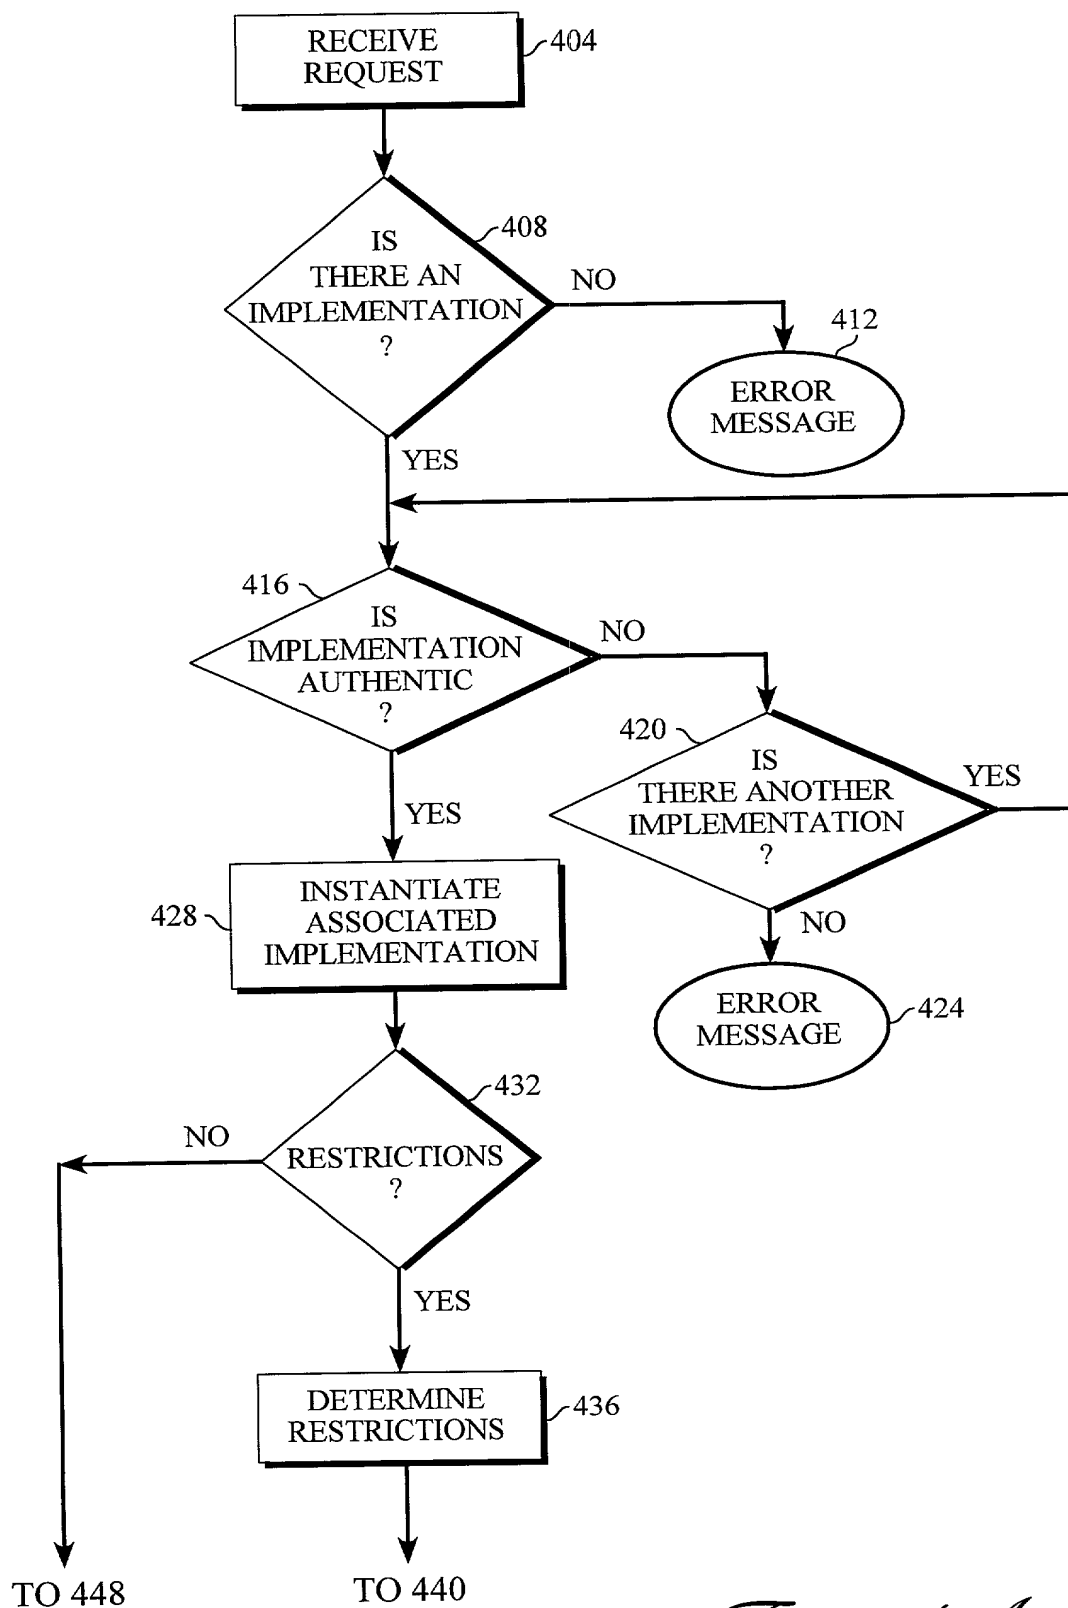 RECEIVE
REQUEST
404
408
IS
THERE AN
IMPLEMENTATION
?
NO
412
ERROR
MESSAGE
YES
416
IS
IMPLEMENTATION
AUTHENTIC
?
NO
420
IS
THERE ANOTHER
IMPLEMENTATION
?
YES
YES
NO
428
INSTANTIATE
ASSOCIATED
IMPLEMENTATION
ERROR
MESSAGE
424
432
RESTRICTIONS
?
NO
YES
DETERMINE
RESTRICTIONS
436
TO 448
TO 440